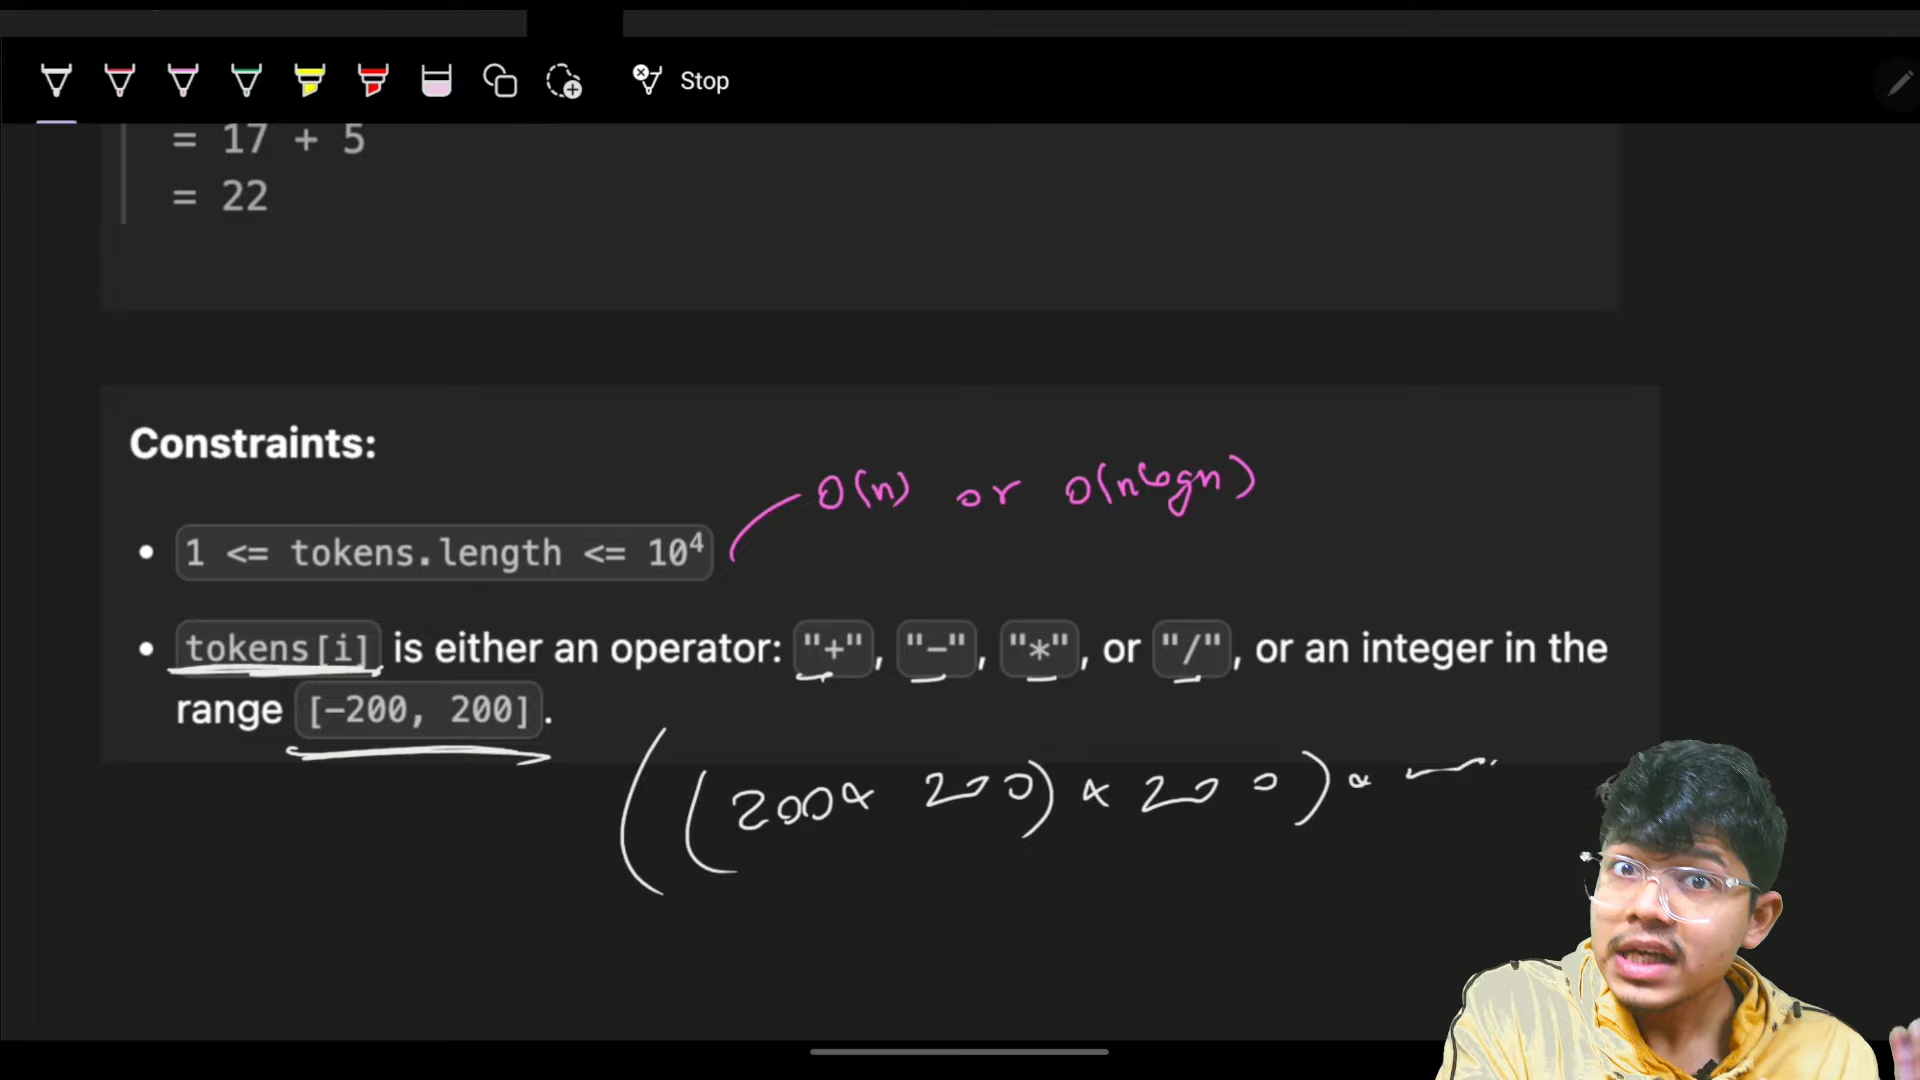 Stop
= 17 + 5
= 22
Constraints:
O(n) or O(nlogn)
• 1 <= tokens.length <= 10⁴
• tokens[i] is either an operator: "+", "-", "*", or "/", or an integer in the
range [-200, 200].
((200* 200) * 200) *